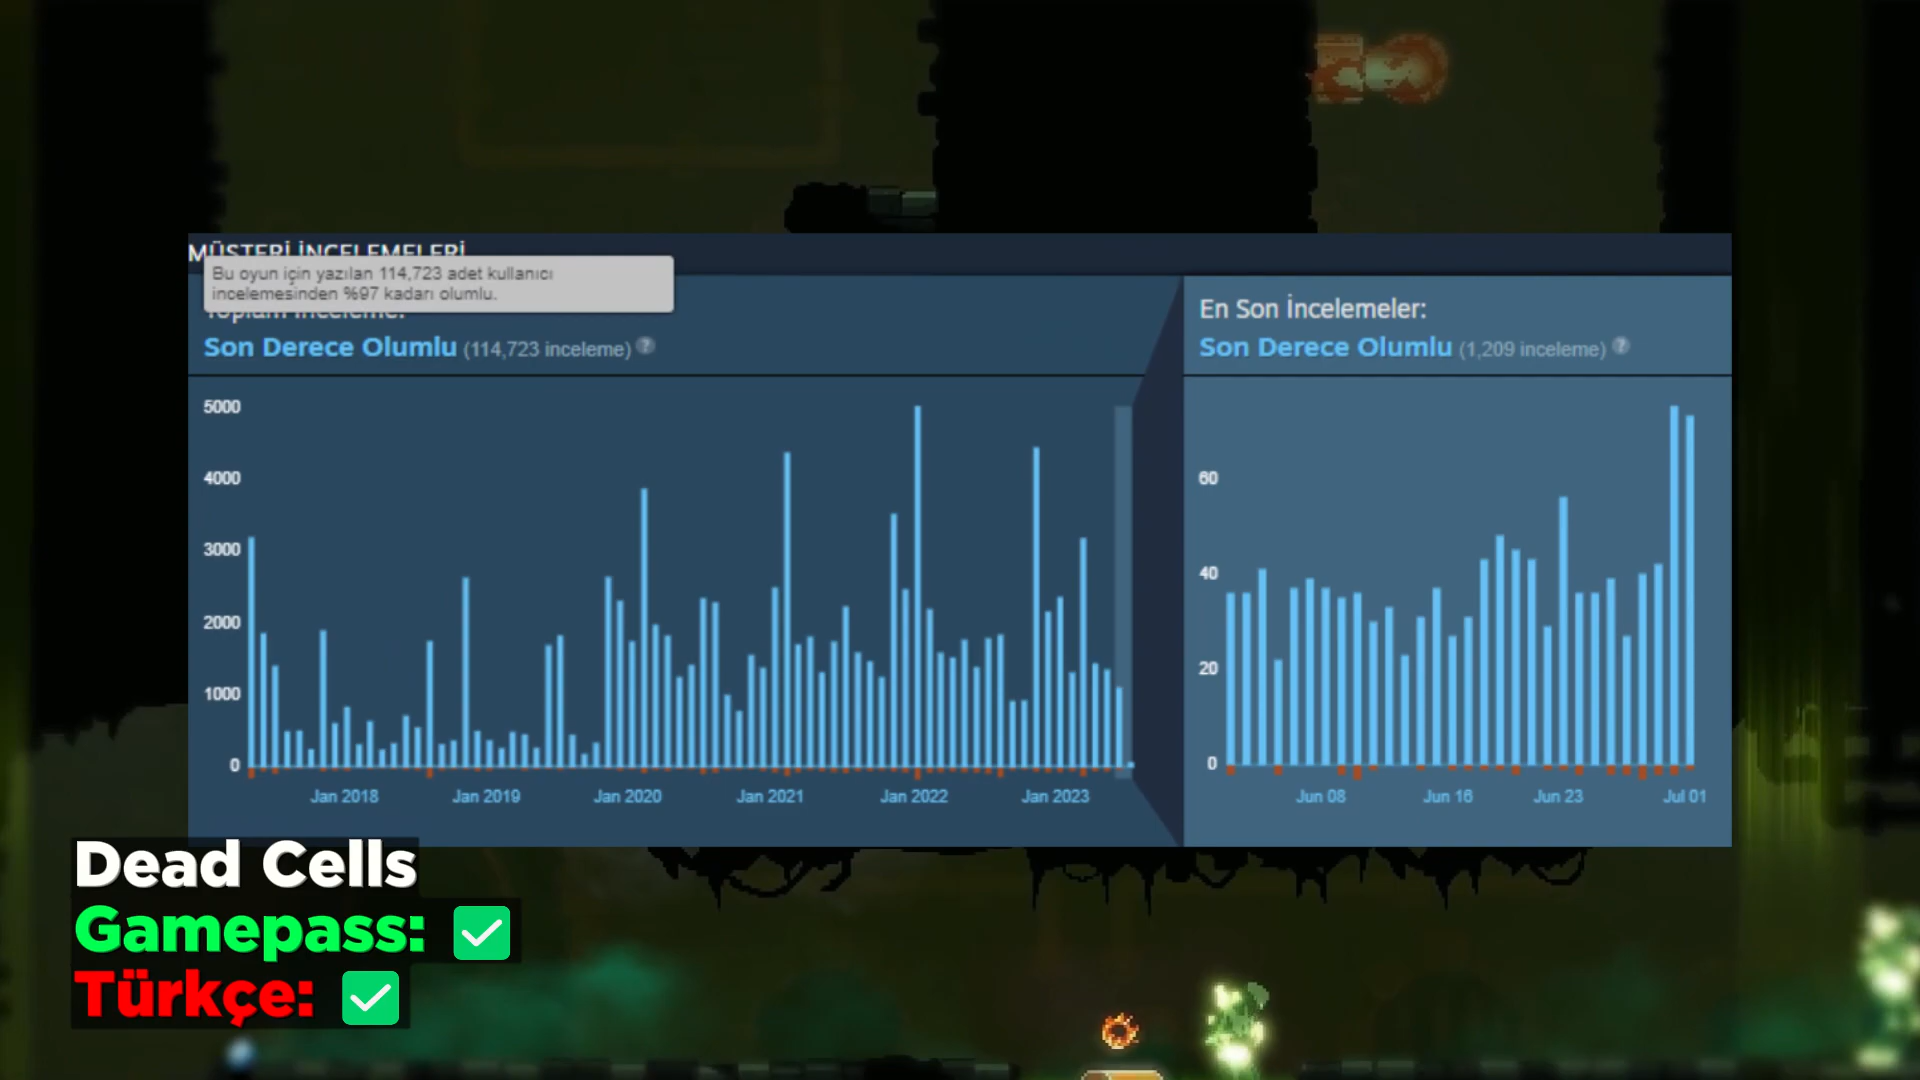 MÜŞTERİ İNCELEMELERİ
Bu oyun için yazılan 114,723 adet kullanıcı
incelemesinden %97 kadarı olumlu.
Toplam İnceleme:
Son Derece Olumlu (114,723 inceleme) ?
5000
4000
3000
2000
1000
0
Jan 2018 Jan 2019 Jan 2020 Jan 2021 Jan 2022 Jan 2023
En Son İncelemeler:
Son Derece Olumlu (1,209 inceleme) ?
60
40
20
0
Jun 08 Jun 16 Jun 23 Jul 01
Dead Cells
Gamepass:
Türkçe: